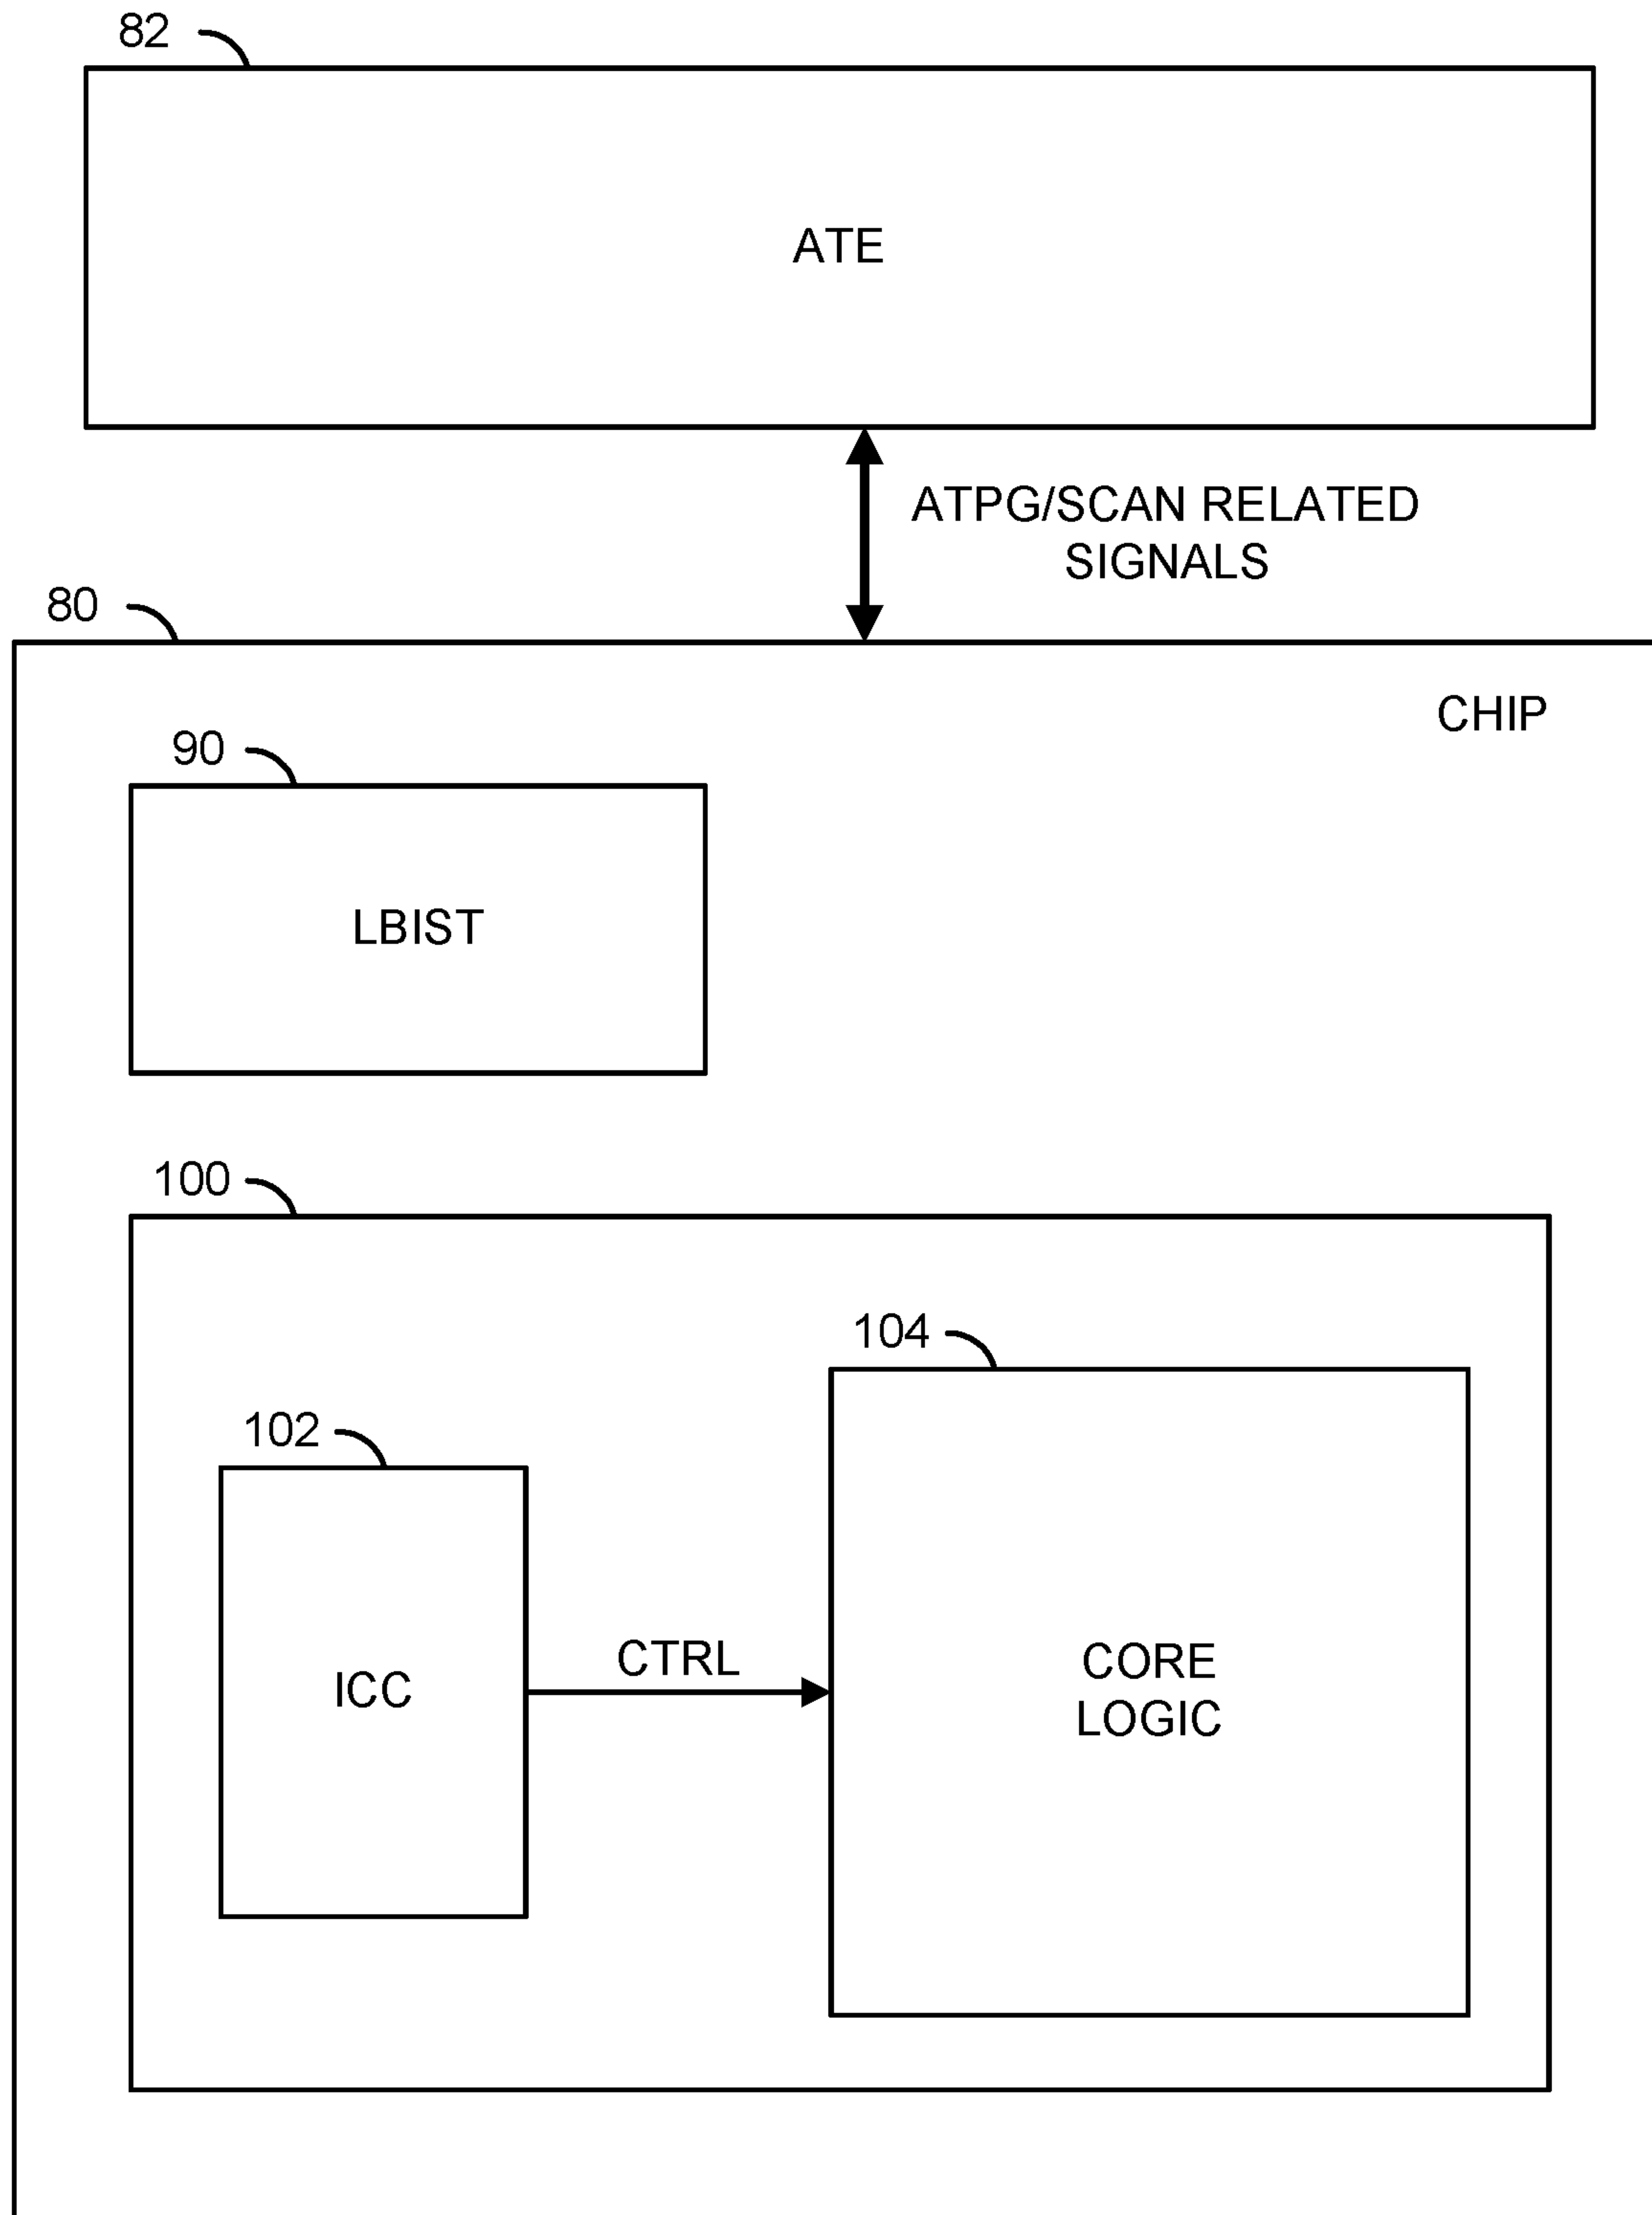 82
ATE
ATPG/SCAN RELATED
SIGNALS
80
CHIP
90
LBIST
100
104
102
CTRL
ICC
CORE
LOGIC